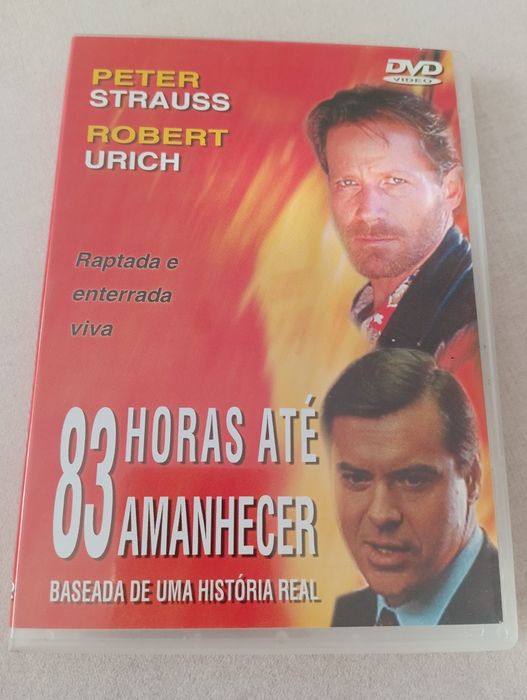 PETER
STRAUSS
ROBERT
URICH
DVD
VIDEO
Raptada e
enterrada
viva
83 HORAS ATÉ
AMANHECER
BASEADA DE UMA HISTÓRIA REAL